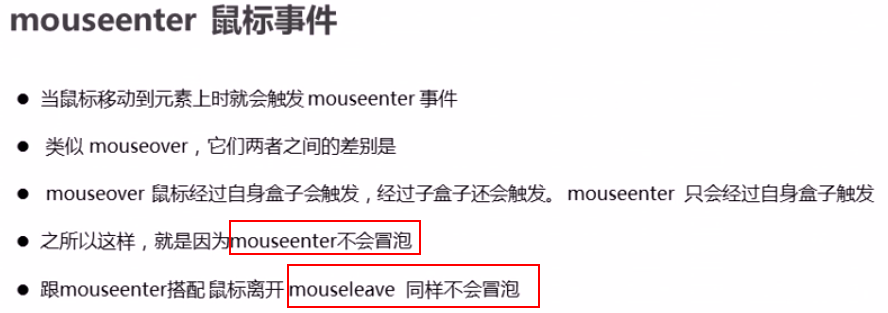 mouseenter 鼠标事件
● 当鼠标移动到元素上时就会触发 mouseenter 事件
● 类似 mouseover，它们两者之间的差别是
● mouseover 鼠标经过自身盒子会触发，经过子盒子还会触发。 mouseenter 只会经过自身盒子触发
● 之所以这样，就是因为mouseenter不会冒泡
● 跟mouseenter搭配 鼠标离开 mouseleave 同样不会冒泡